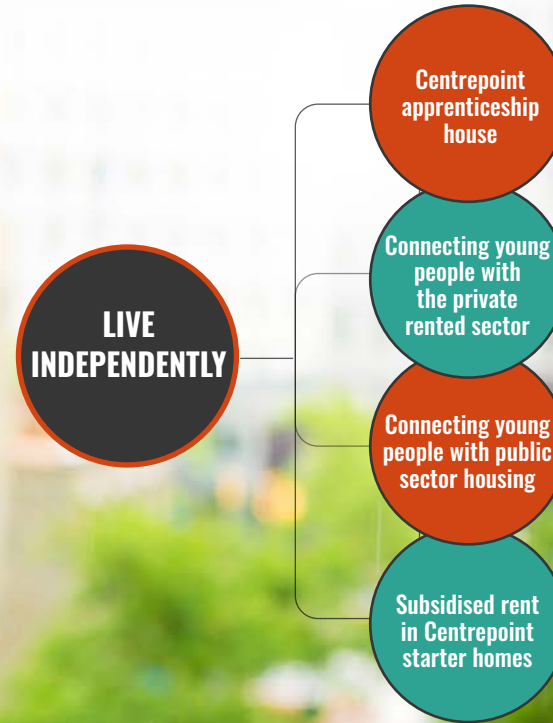 LIVE
INDEPENDENTLY
Centrepoint
apprenticeship
house
Connecting young
people with
the private
rented sector
Connecting young
people with public
sector housing
Subsidised rent
in Centrepoint
starter homes